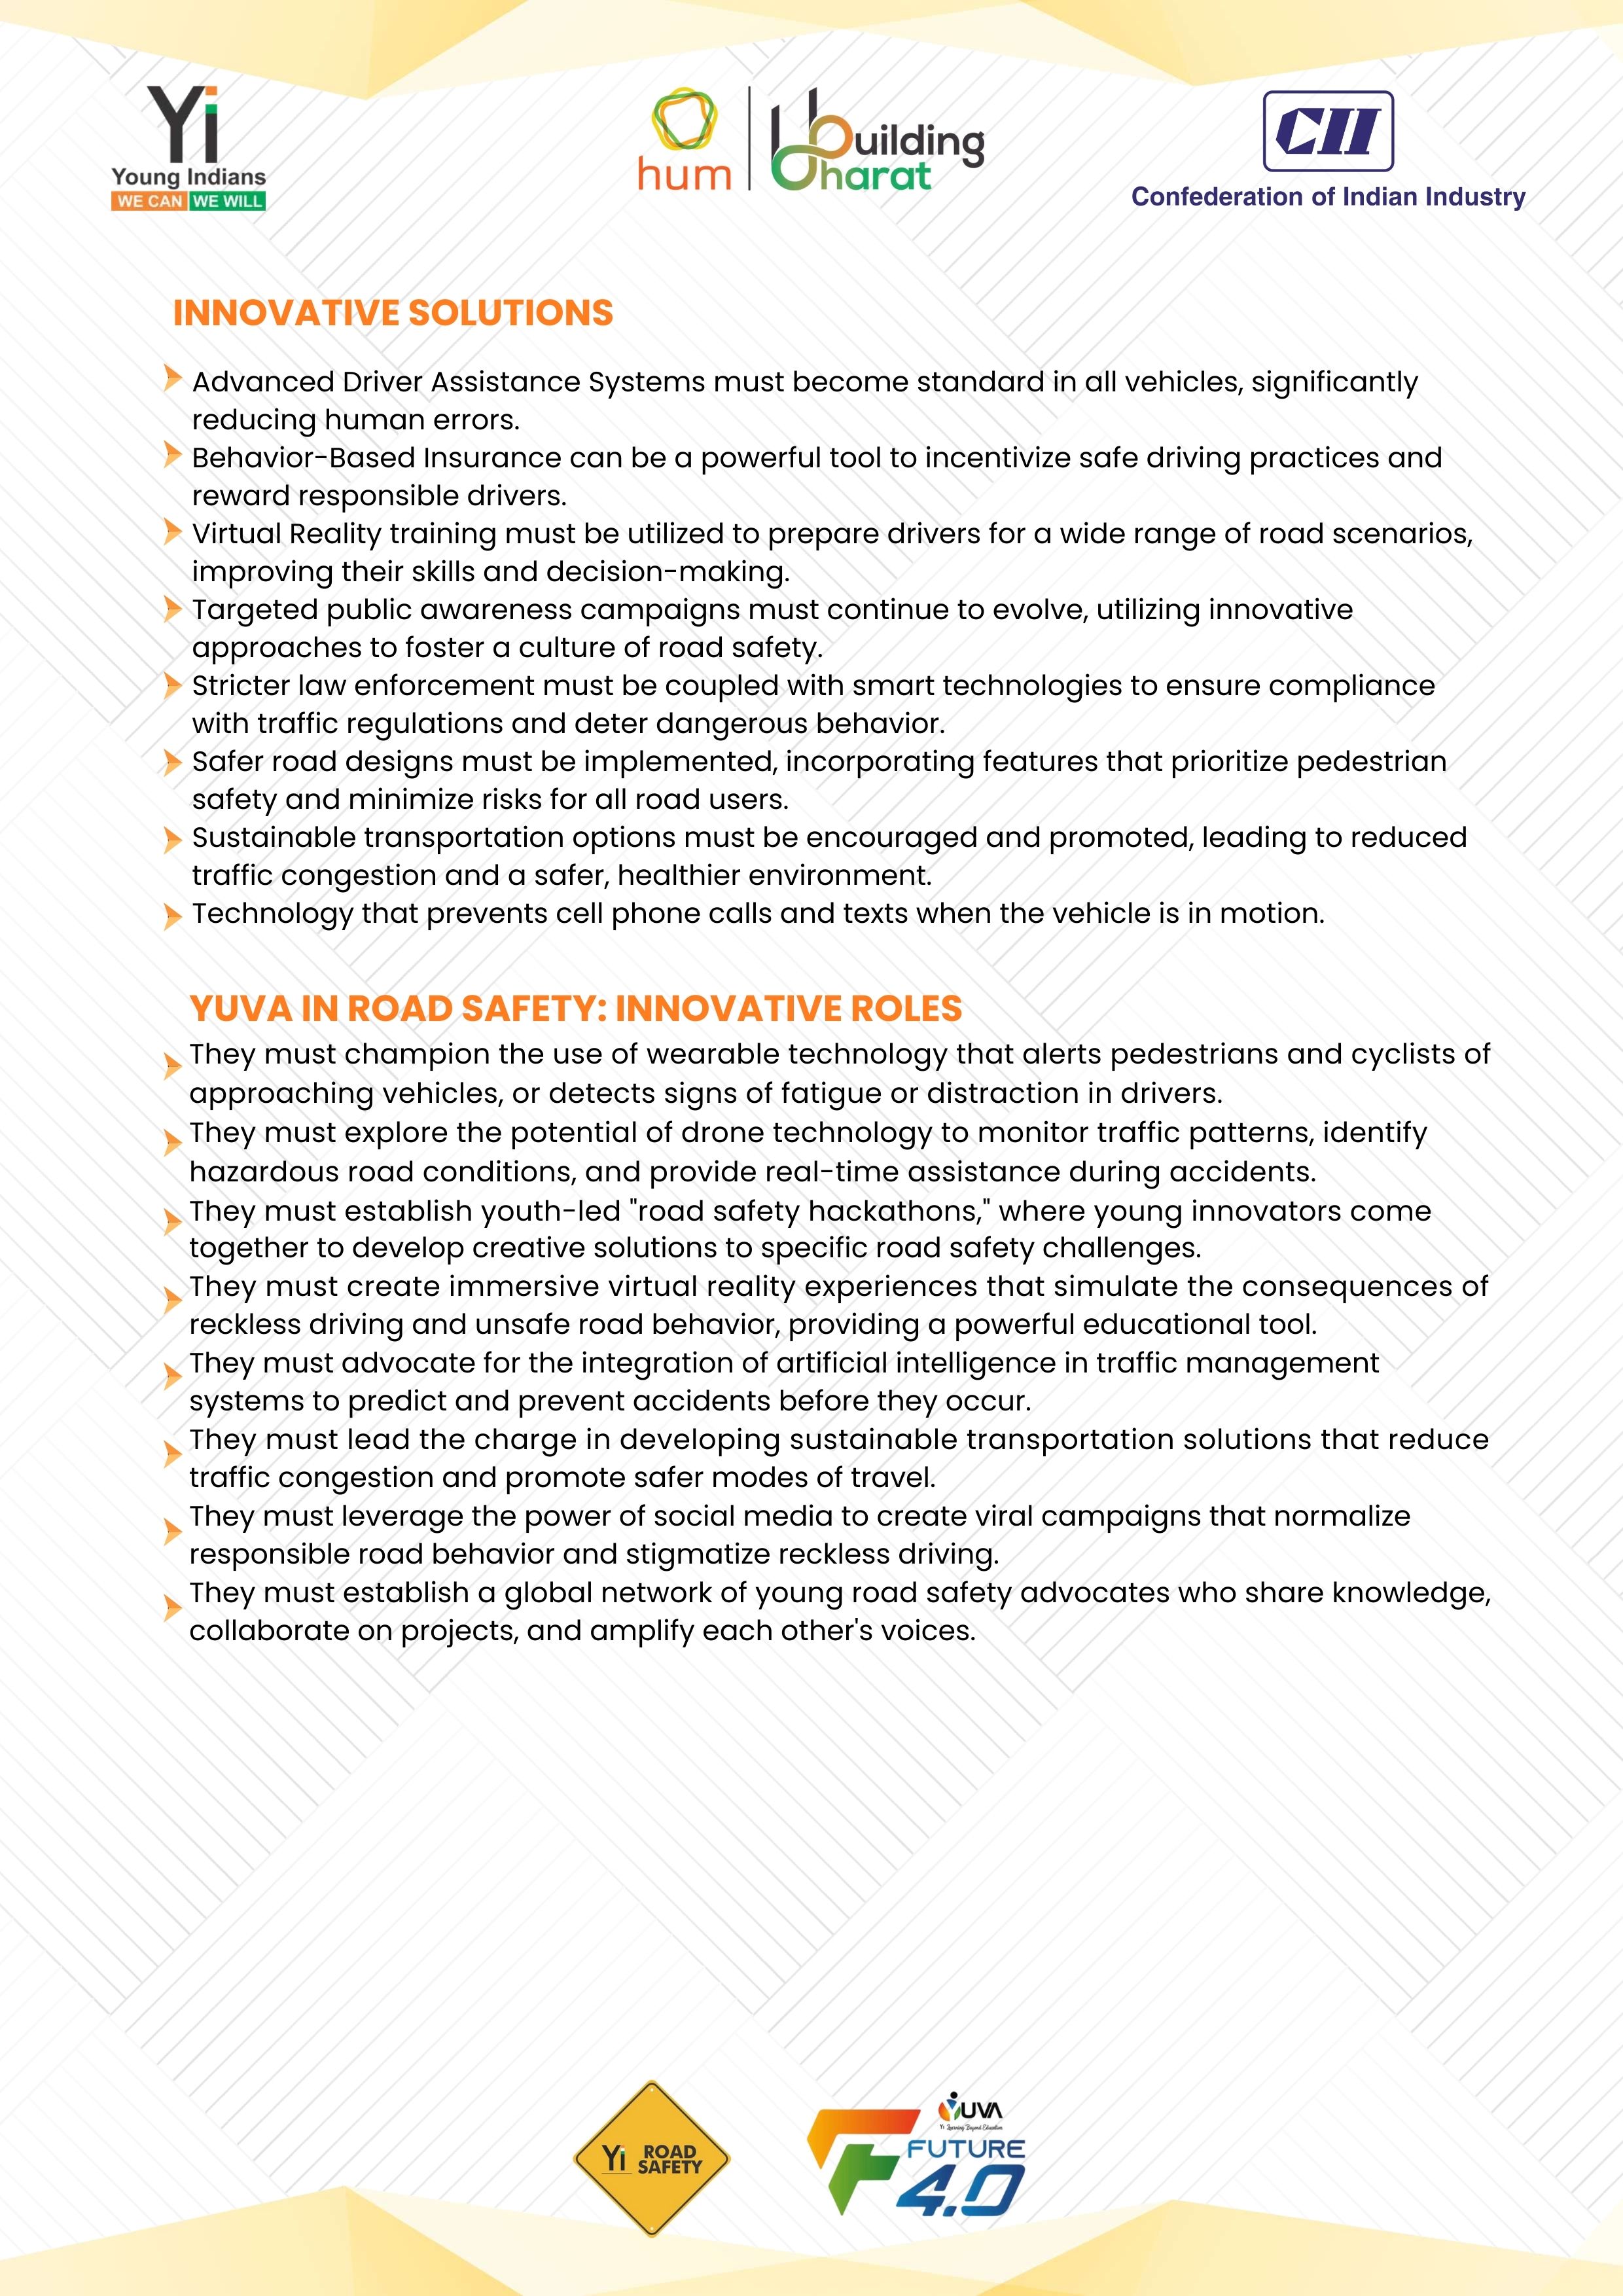 Yi
Young Indians
WE CAN WE WILL
hum
Building
Bharat
CII
Confederation of Indian Industry
INNOVATIVE SOLUTIONS
Advanced Driver Assistance Systems must become standard in all vehicles, significantly
reducing human errors.
Behavior-Based Insurance can be a powerful tool to incentivize safe driving practices and
reward responsible drivers.
Virtual Reality training must be utilized to prepare drivers for a wide range of road scenarios,
improving their skills and decision-making.
Targeted public awareness campaigns must continue to evolve, utilizing innovative
approaches to foster a culture of road safety.
Stricter law enforcement must be coupled with smart technologies to ensure compliance
with traffic regulations and deter dangerous behavior.
Safer road designs must be implemented, incorporating features that prioritize pedestrian
safety and minimize risks for all road users.
Sustainable transportation options must be encouraged and promoted, leading to reduced
traffic congestion and a safer, healthier environment.
Technology that prevents cell phone calls and texts when the vehicle is in motion.
YUVA IN ROAD SAFETY: INNOVATIVE ROLES
They must champion the use of wearable technology that alerts pedestrians and cyclists of
approaching vehicles, or detects signs of fatigue or distraction in drivers.
They must explore the potential of drone technology to monitor traffic patterns, identify
hazardous road conditions, and provide real-time assistance during accidents.
They must establish youth-led "road safety hackathons," where young innovators come
together to develop creative solutions to specific road safety challenges.
They must create immersive virtual reality experiences that simulate the consequences of
reckless driving and unsafe road behavior, providing a powerful educational tool.
They must advocate for the integration of artificial intelligence in traffic management
systems to predict and prevent accidents before they occur.
They must lead the charge in developing sustainable transportation solutions that reduce
traffic congestion and promote safer modes of travel.
They must leverage the power of social media to create viral campaigns that normalize
responsible road behavior and stigmatize reckless driving.
They must establish a global network of young road safety advocates who share knowledge,
collaborate on projects, and amplify each other's voices.
Yi ROAD
SAFETY
YUVA
Yi Learning Beyond Education
FUTURE
4.0